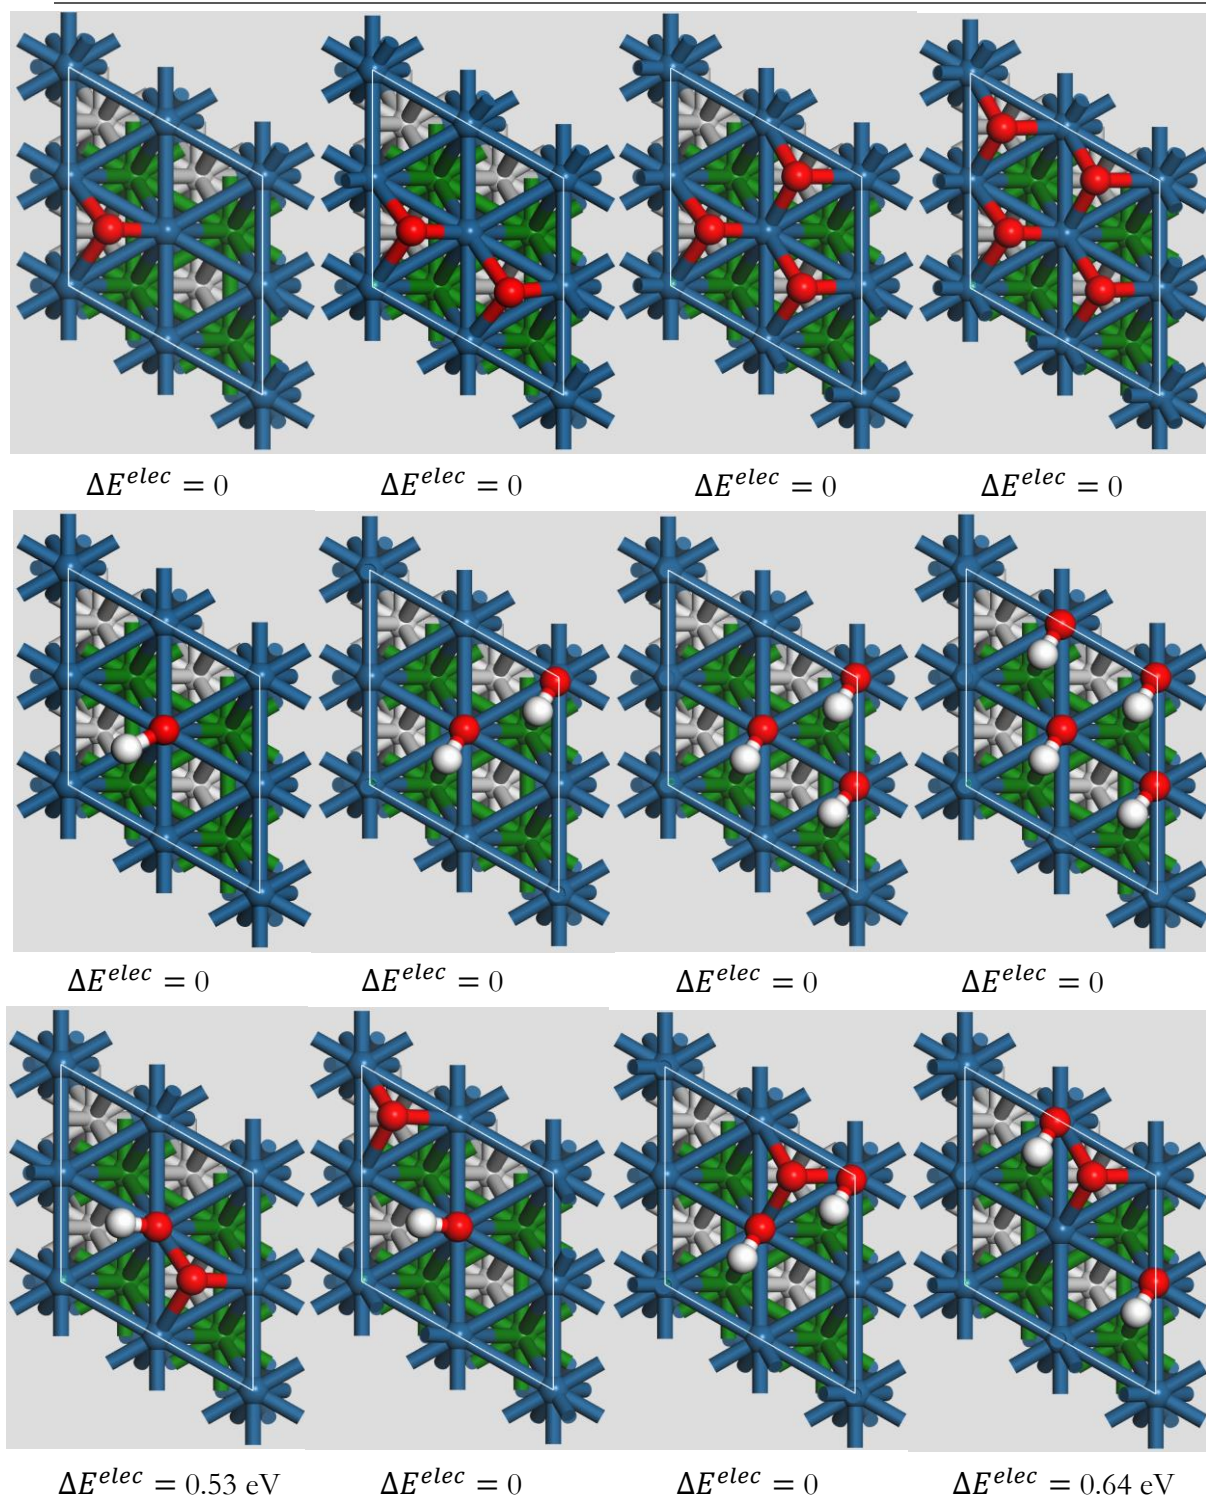 ΔE^elec = 0 ΔE^elec = 0 ΔE^elec = 0 ΔE^elec = 0
ΔE^elec = 0 ΔE^elec = 0 ΔE^elec = 0 ΔE^elec = 0
ΔE^elec = 0.53 eV ΔE^elec = 0 ΔE^elec = 0 ΔE^elec = 0.64 eV